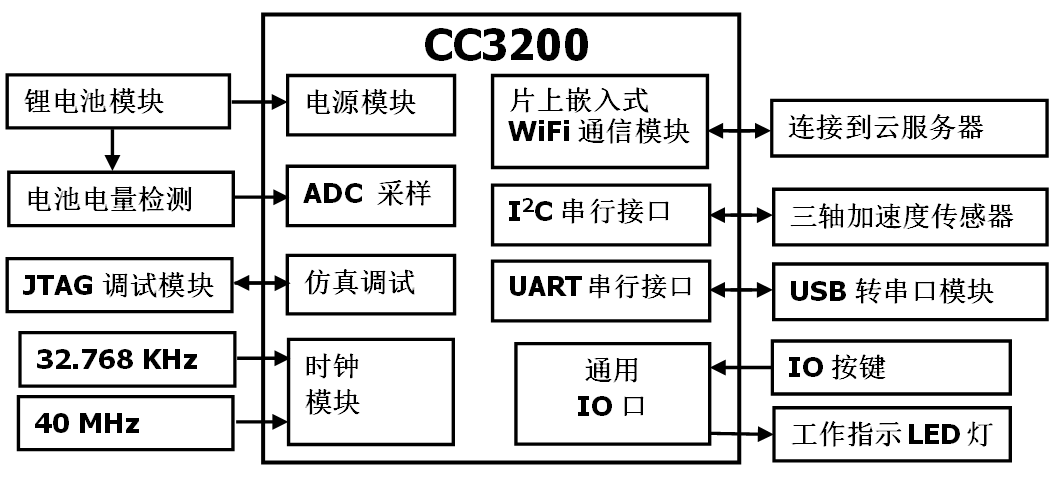 CC3200
锂电池模块
电源模块
片上嵌入式
WiFi 通信模块
连接到云服务器
电池电量检测
ADC 采样
I²C 串行接口
三轴加速度传感器
JTAG 调试模块
仿真调试
UART 串行接口
USB 转串口模块
32.768 KHz
40 MHz
时钟
模块
通用
IO 口
IO 按键
工作指示 LED 灯